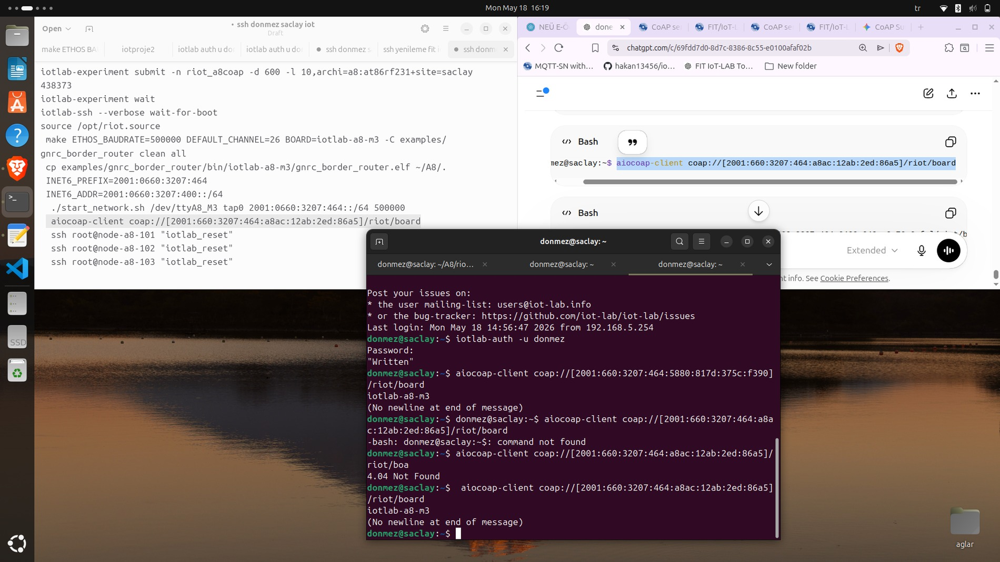 Mon May 18 16:19
tr
Open
• ssh donmez saclay iot
Draft
make ETHOS BA
iotproje2
iotlab auth u do
iotlab auth u do
ssh donmez s
ssh yenileme fit i
ssh donm
iotlab-experiment submit -n riot_a8coap -d 600 -l 10,archi=a8:at86rf231+site=saclay
438373
iotlab-experiment wait
iotlab-ssh --verbose wait-for-boot
source /opt/riot.source
make ETHOS_BAUDRATE=500000 DEFAULT_CHANNEL=26 BOARD=iotlab-a8-m3 -C examples/
gnrc_border_router clean all
cp examples/gnrc_border_router/bin/iotlab-a8-m3/gnrc_border_router.elf ~/A8/.
INET6_PREFIX=2001:0660:3207:464
INET6_ADDR=2001:0660:3207:400::/64
./start_network.sh /dev/ttyA8_M3 tap0 2001:0660:3207:464::/64 500000
aiocoap-client coap://[2001:660:3207:464:a8ac:12ab:2ed:86a5]/riot/board
ssh root@node-a8-101 "iotlab_reset"
ssh root@node-a8-102 "iotlab_reset"
ssh root@node-a8-103 "iotlab_reset"
NEÜ E-Ö
done
CoAP se
FIT/IoT-L
CoAP se
FIT/IoT-L
CoAP Su
chatgpt.com/c/69fdd7d0-8d7c-8386-8c55-e0100afaf02b
MQTT-SN with...
hakan13456/io...
FIT IoT-LAB To...
New folder
Bash
mez@saclay:~$ aiocoap-client coap://[2001:660:3207:464:a8ac:12ab:2ed:86a5]/riot/board
Bash
Extended
nt info. See Cookie Preferences.
donmez@saclay: ~
donmez@saclay: ~/A8/rio...
donmez@saclay: ~
donmez@saclay: ~
Post your issues on:
* the user mailing-list: users@iot-lab.info
* or the bug-tracker: https://github.com/iot-lab/iot-lab/issues
Last login: Mon May 18 14:56:47 2026 from 192.168.5.254
donmez@saclay:~$ iotlab-auth -u donmez
Password:
"Written"
donmez@saclay:~$ aiocoap-client coap://[2001:660:3207:464:5880:817d:375c:f390]
/riot/board
iotlab-a8-m3
(No newline at end of message)
donmez@saclay:~$ donmez@saclay:~$ aiocoap-client coap://[2001:660:3207:464:a8a
c:12ab:2ed:86a5]/riot/board
-bash: donmez@saclay:~$: command not found
donmez@saclay:~$ aiocoap-client coap://[2001:660:3207:464:a8ac:12ab:2ed:86a5]/
riot/boa
4.04 Not Found
donmez@saclay:~$  aiocoap-client coap://[2001:660:3207:464:a8ac:12ab:2ed:86a5]
/riot/board
iotlab-a8-m3
(No newline at end of message)
donmez@saclay:~$
SSD
aglar